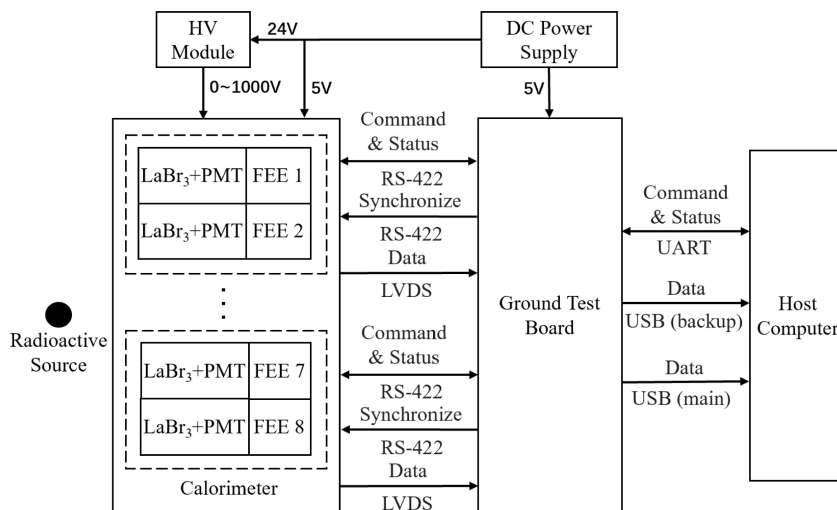 HV
Module
24V
DC Power
Supply
0~1000V
5V
5V
Command
& Status
RS-422
Synchronize
RS-422
Data
LVDS
LaBr₃+PMT FEE 1
LaBr₃+PMT FEE 2
⋮
Radioactive
Source
LaBr₃+PMT FEE 7
LaBr₃+PMT FEE 8
Calorimeter
Command
& Status
RS-422
Synchronize
RS-422
Data
LVDS
Ground Test
Board
Command
& Status
UART
Data
USB (backup)
Data
USB (main)
Host
Computer